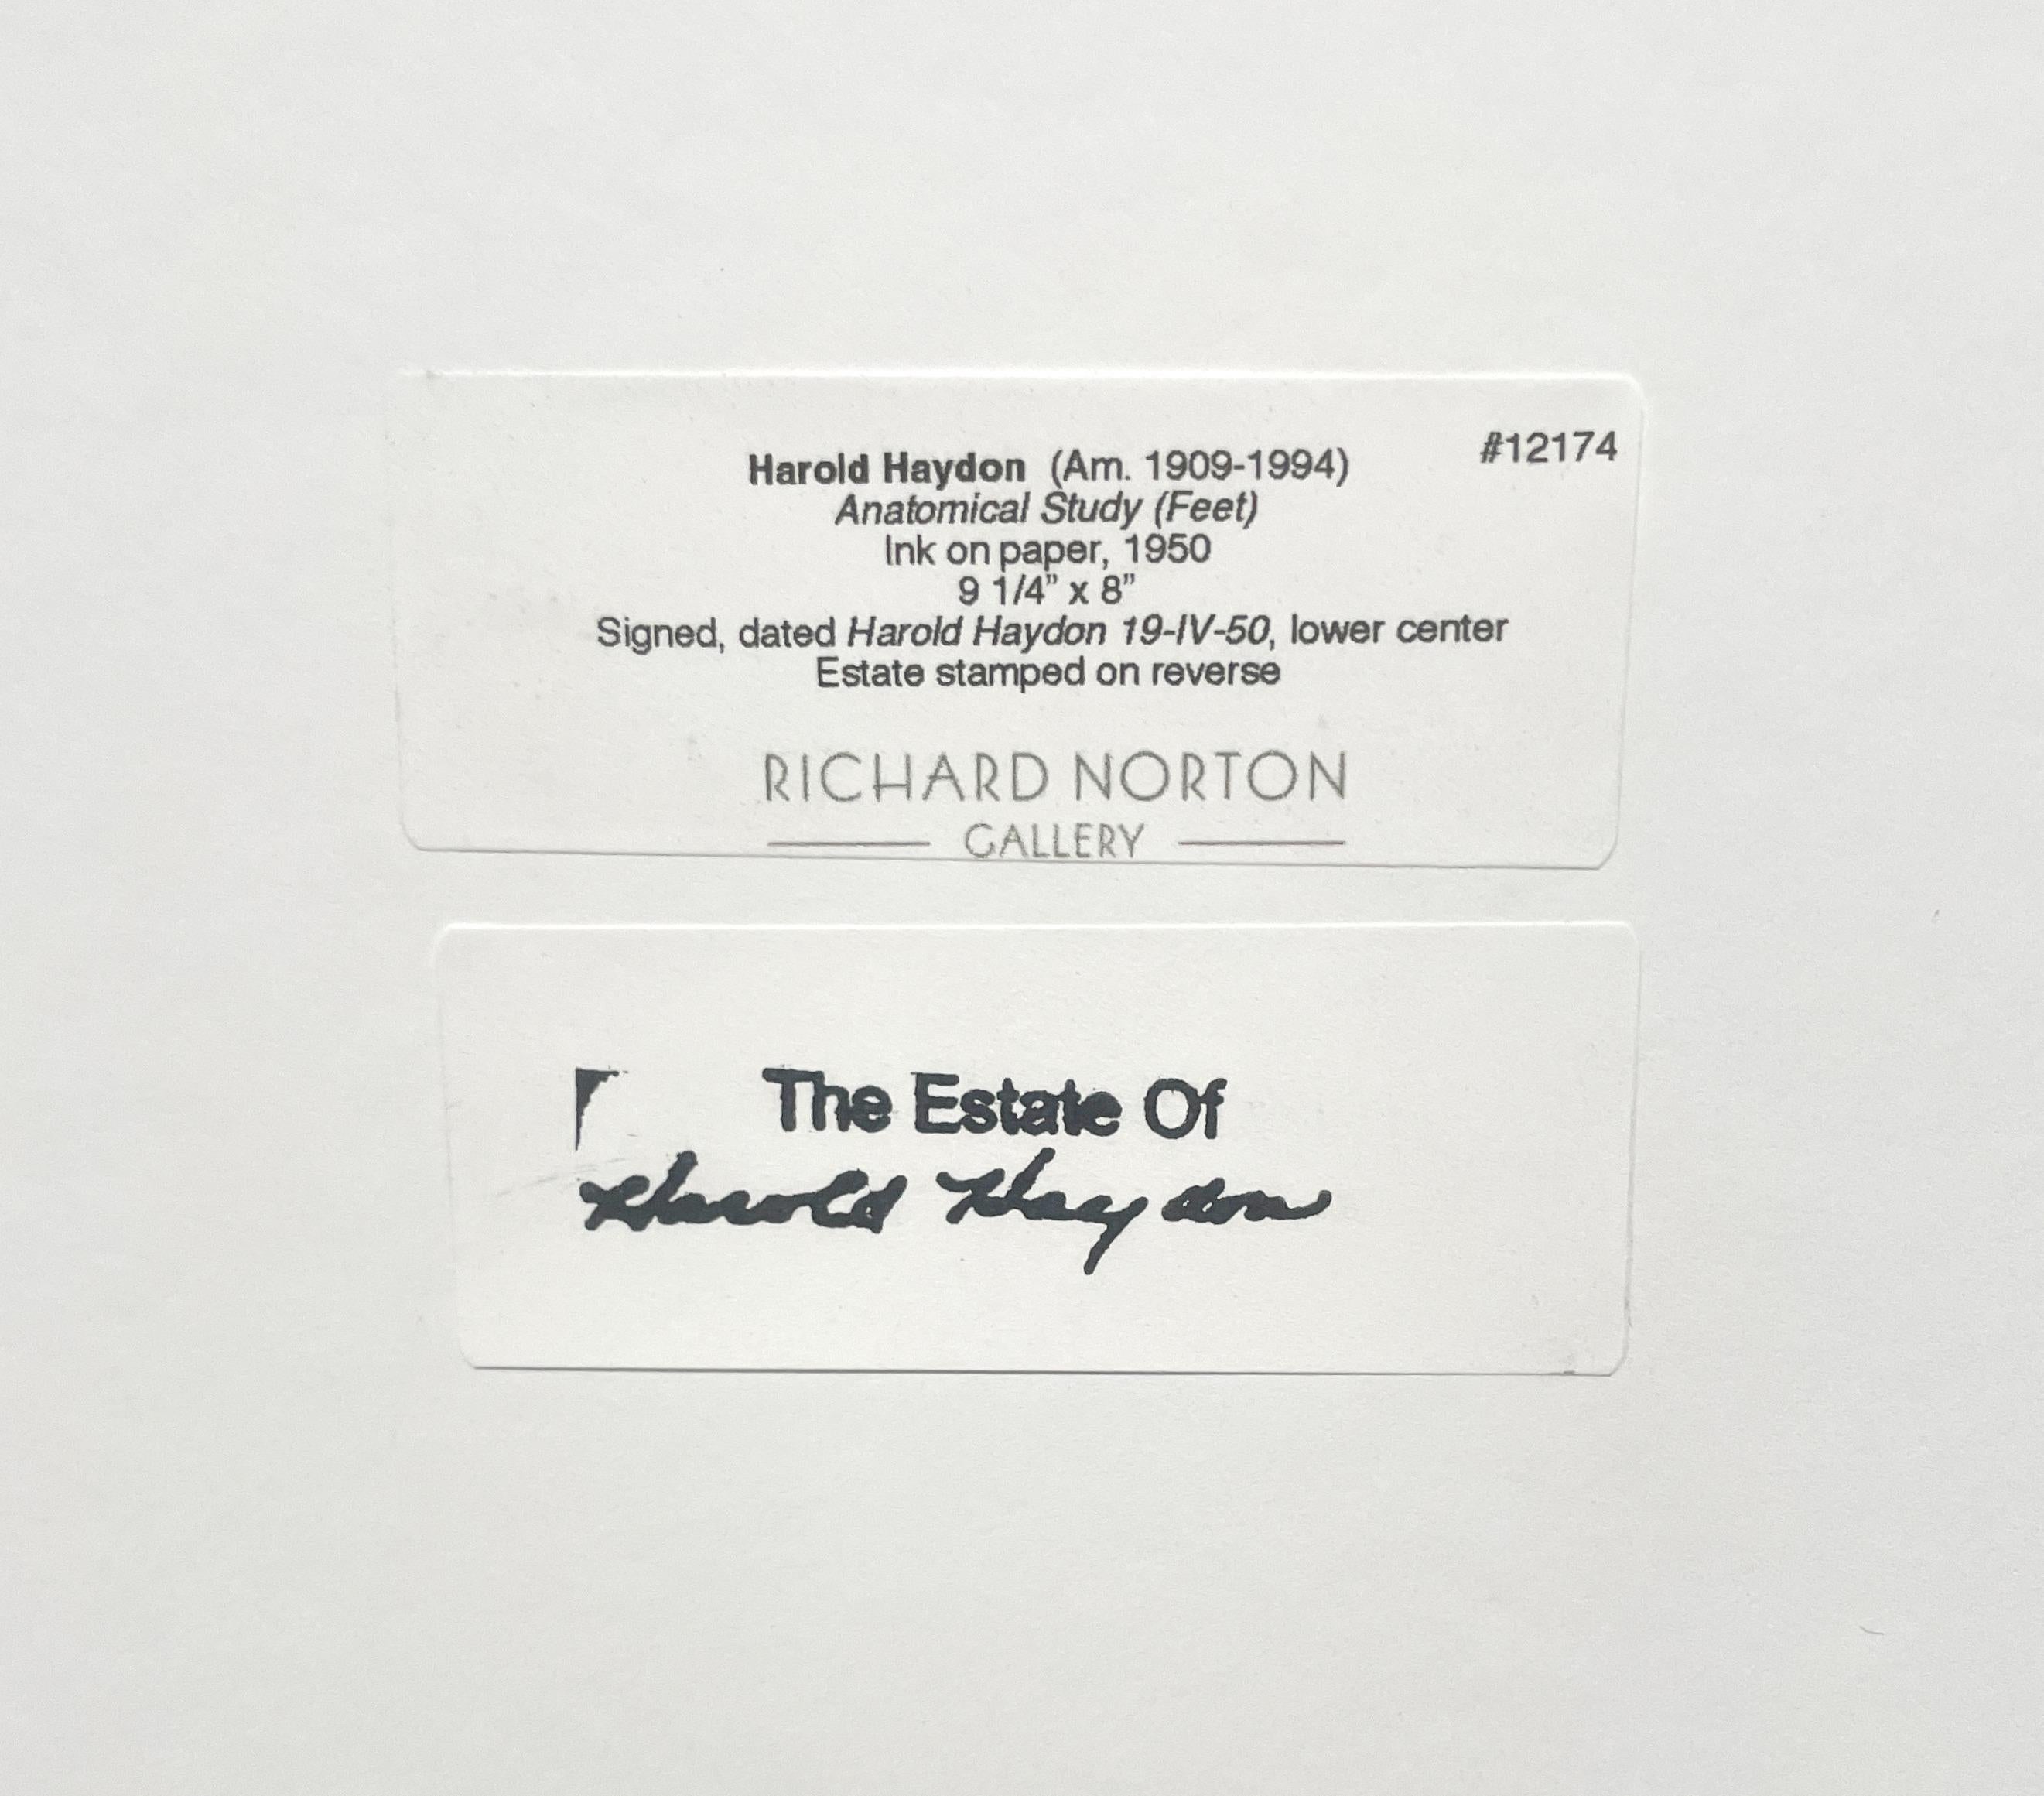 #12174
Harold Haydon (Am. 1909-1994)
Anatomical Study (Feet)
Ink on paper, 1950
9 1/4” x 8”
Signed, dated Harold Haydon 19-IV-50, lower center
Estate stamped on reverse
RICHARD NORTON
GALLERY
The Estate Of
Harold Haydon